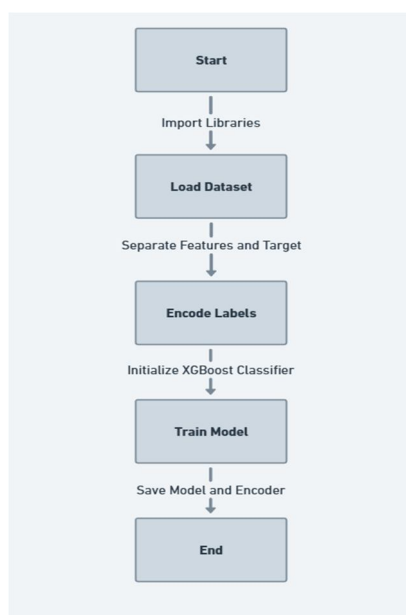 Start
Import Libraries
Load Dataset
Separate Features and Target
Encode Labels
Initialize XGBoost Classifier
Train Model
Save Model and Encoder
End